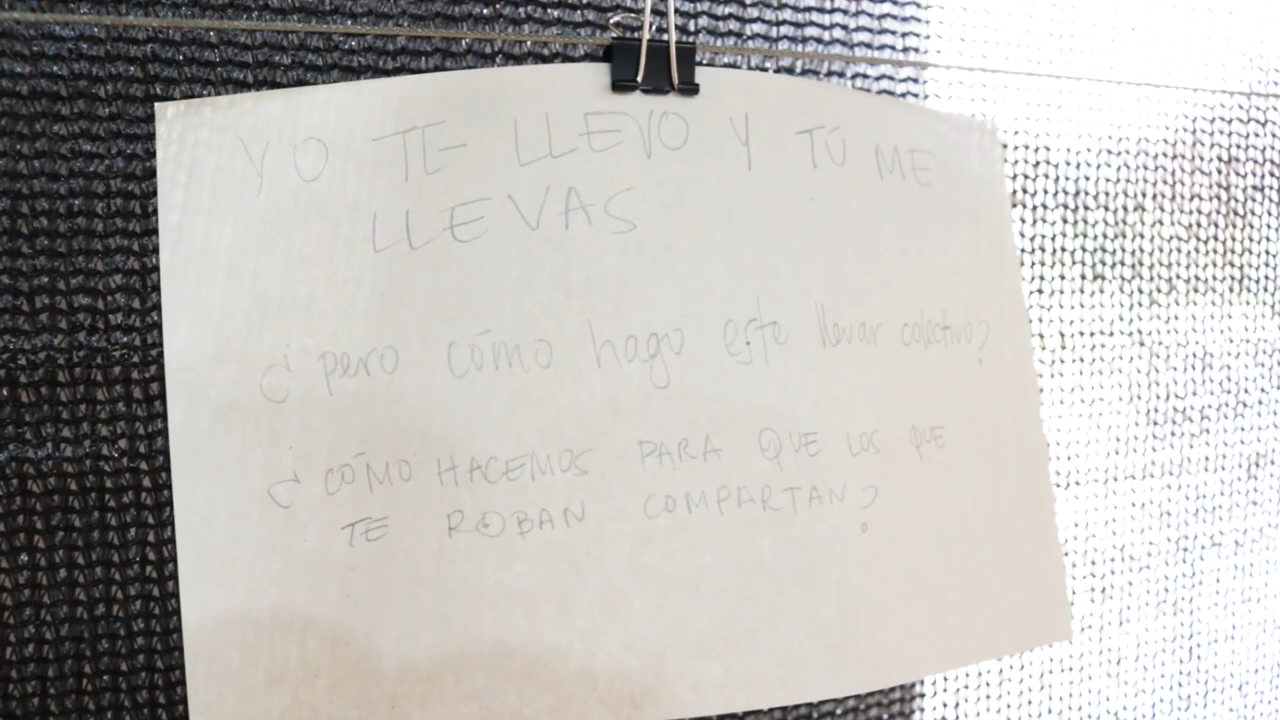 YO TE LLEVO Y TÚ ME
LLEVAS
¿pero cómo hago este llevar colectivo?
¿CÓMO HACEMOS PARA QUE LOS QUE
TE ROBAN COMPARTAN?